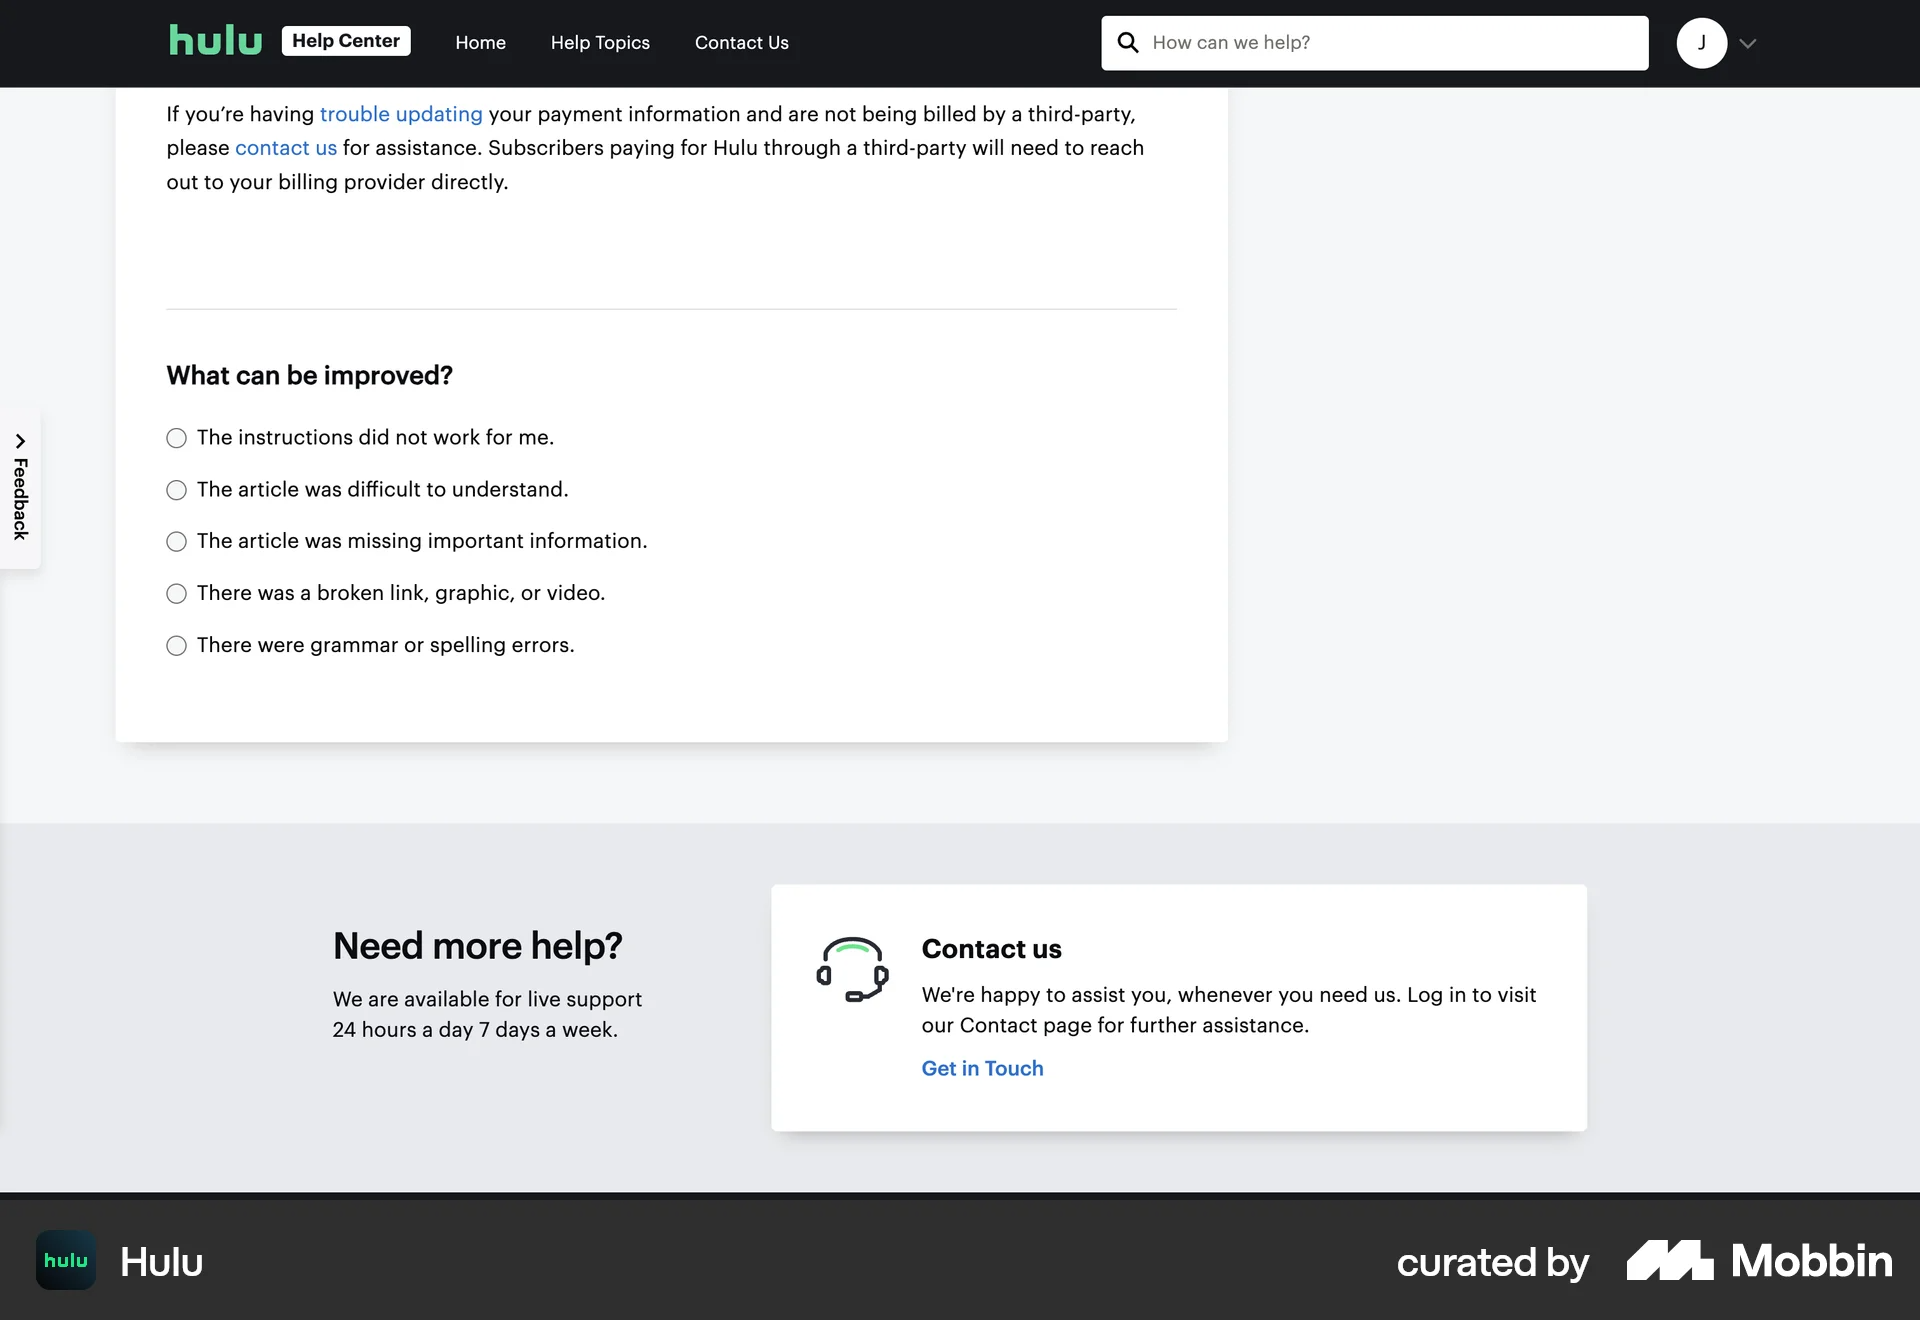 hulu Help Center Home Help Topics Contact Us How can we help? J
If you’re having trouble updating your payment information and are not being billed by a third-party,
please contact us for assistance. Subscribers paying for Hulu through a third-party will need to reach
out to your billing provider directly.
What can be improved?
The instructions did not work for me.
The article was difficult to understand.
The article was missing important information.
There was a broken link, graphic, or video.
There were grammar or spelling errors.
Feedback
Need more help?
We are available for live support
24 hours a day 7 days a week.
Contact us
We're happy to assist you, whenever you need us. Log in to visit
our Contact page for further assistance.
Get in Touch
hulu Hulu
curated by Mobbin